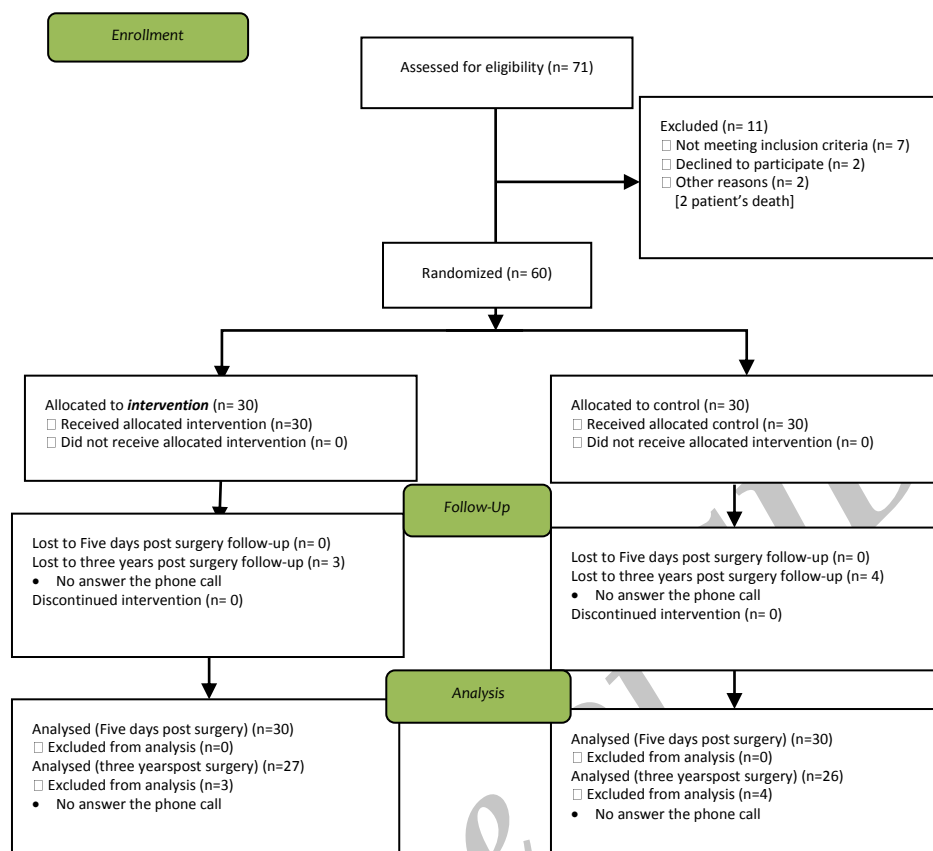 Enrollment
Assessed for eligibility (n= 71)
Excluded (n= 11)
□ Not meeting inclusion criteria (n= 7)
□ Declined to participate (n= 2)
□ Other reasons (n= 2)
[2 patient's death]
Randomized (n= 60)
Allocated to intervention (n= 30)
□ Received allocated intervention (n=30)
□ Did not receive allocated intervention (n= 0)
Allocated to control (n= 30)
□ Received allocated control (n= 30)
□ Did not receive allocated intervention (n= 0)
Follow-Up
Lost to Five days post surgery follow-up (n= 0)
Lost to three years post surgery follow-up (n= 3)
• No answer the phone call
Discontinued intervention (n= 0)
Lost to Five days post surgery follow-up (n= 0)
Lost to three years post surgery follow-up (n= 4)
• No answer the phone call
Discontinued intervention (n= 0)
Analysis
Analysed (Five days post surgery) (n=30)
□ Excluded from analysis (n=0)
Analysed (three yearspost surgery) (n=27)
□ Excluded from analysis (n=3)
• No answer the phone call
Analysed (Five days post surgery) (n=30)
□ Excluded from analysis (n=0)
Analysed (three yearspost surgery) (n=26)
□ Excluded from analysis (n=4)
• No answer the phone call